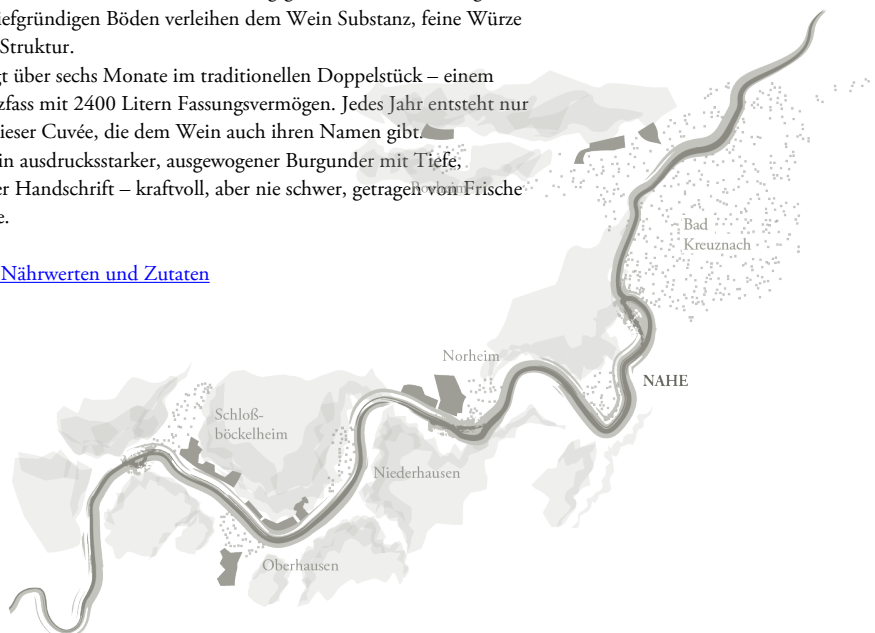 iefgründigen Böden verleihen dem Wein Substanz, feine Würze
Struktur.
gt über sechs Monate im traditionellen Doppelstück – einem
zfass mit 2400 Litern Fassungsvermögen. Jedes Jahr entsteht nur
ieser Cuvée, die dem Wein auch ihren Namen gibt.
in ausdrucksstarker, ausgewogener Burgunder mit Tiefe,
er Handschrift – kraftvoll, aber nie schwer, getragen von Frische
e.
Nährwerten und Zutaten
Bad
Kreuznach
Norheim
NAHE
Schloß-
böckelheim
Niederhausen
Oberhausen